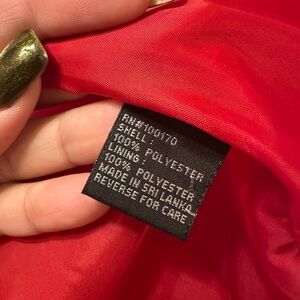 RN#100170
SHELL :
100% POLYESTER
LINING :
100% POLYESTER
MADE IN SRI LANKA
REVERSE FOR CARE